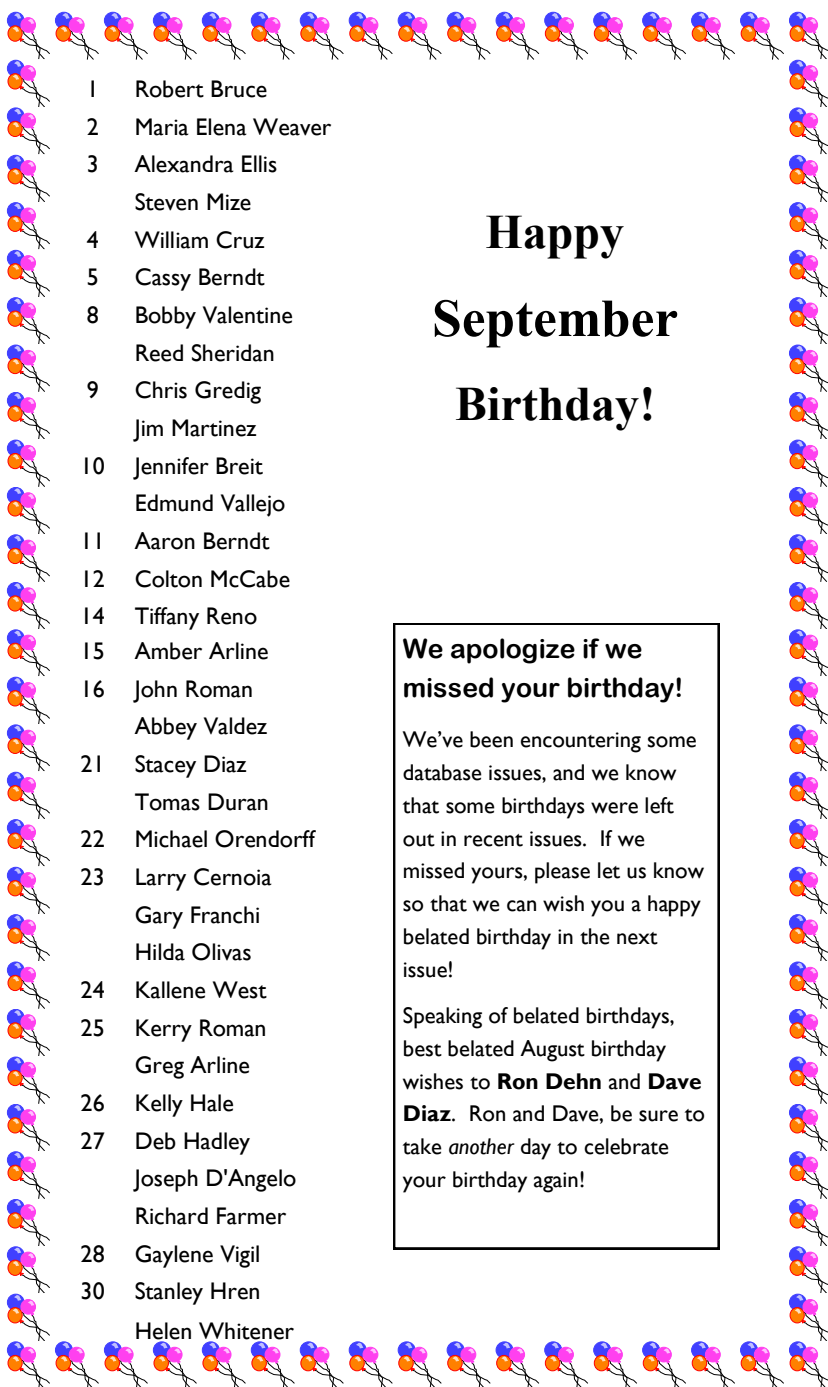 1 Robert Bruce
2 Maria Elena Weaver
3 Alexandra Ellis
Steven Mize
4 William Cruz
5 Cassy Berndt
8 Bobby Valentine
Reed Sheridan
9 Chris Gredig
Jim Martinez
10 Jennifer Breit
Edmund Vallejo
11 Aaron Berndt
12 Colton McCabe
14 Tiffany Reno
15 Amber Arline
16 John Roman
Abbey Valdez
21 Stacey Diaz
Tomas Duran
22 Michael Orendorff
23 Larry Cernoia
Gary Franchi
Hilda Olivas
24 Kallene West
25 Kerry Roman
Greg Arline
26 Kelly Hale
27 Deb Hadley
Joseph D'Angelo
Richard Farmer
28 Gaylene Vigil
30 Stanley Hren
Helen Whitener
Happy
September
Birthday!
We apologize if we
missed your birthday!
We've been encountering some
database issues, and we know
that some birthdays were left
out in recent issues.  If we
missed yours, please let us know
so that we can wish you a happy
belated birthday in the next
issue!
Speaking of belated birthdays,
best belated August birthday
wishes to Ron Dehn and Dave
Diaz.  Ron and Dave, be sure to
take another day to celebrate
your birthday again!